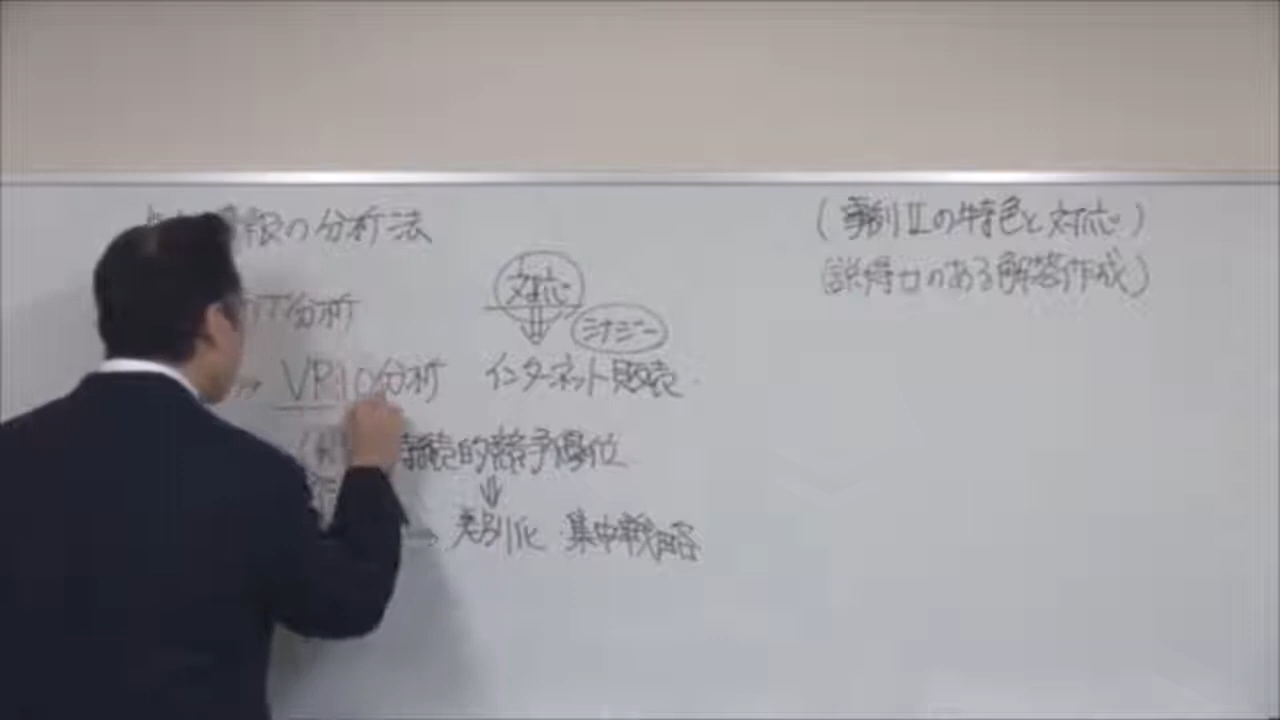 報の分析法
T分析
→ VRIO分析
持続的競争優位
⇓
→ 差別化 集中戦略
対応
シナジー
インターネット販売
(事例Ⅱの特色と対応)
(説得力のある解答作成)